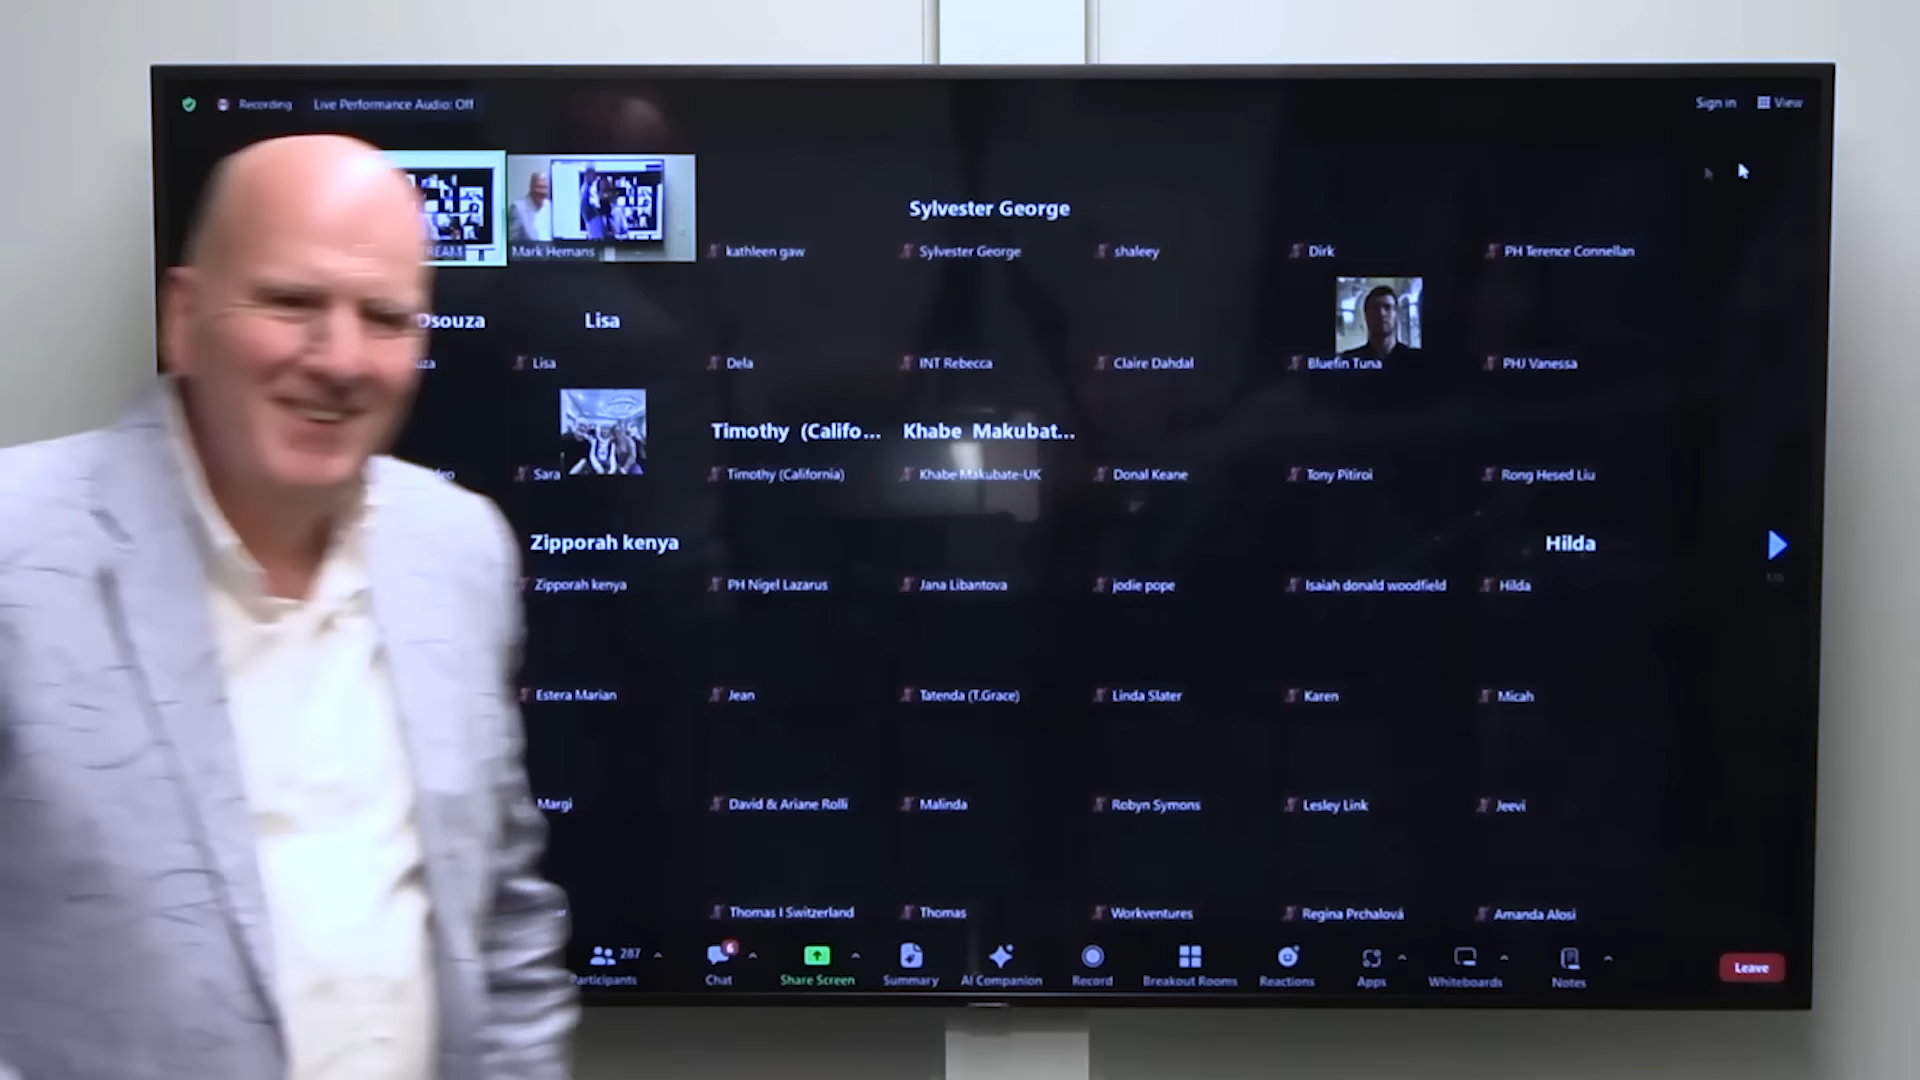 Recording Live Performance Audio: Off
Sign in View
Sylvester George
Mark Hemans kathleen gaw Sylvester George shaleey Dirk PH Terence Connellan
Dsouza Lisa
Lisa Dela INT Rebecca Claire Dahdal Bluefin Tuna PHJ Vanessa
Timothy (Califo... Khabe Makubat...
Sara Timothy (California) Khabe Makubate-UK Donal Keane Tony Pitiroi Rong Hesed Liu
Zipporah kenya Hilda
Zipporah kenya PH Nigel Lazarus Jana Libantova jodie pope Isaiah donald woodfield Hilda
Estera Marian Jean Tatenda (T.Grace) Linda Slater Karen Micah
Margi David & Ariane Rolli Malinda Robyn Symons Lesley Link Jeevi
Thomas I Switzerland Thomas Workventures Regina Prchalová Amanda Alosi
287 6
Participants Chat Share Screen Summary AI Companion Record Breakout Rooms Reactions Apps Whiteboards Notes Leave